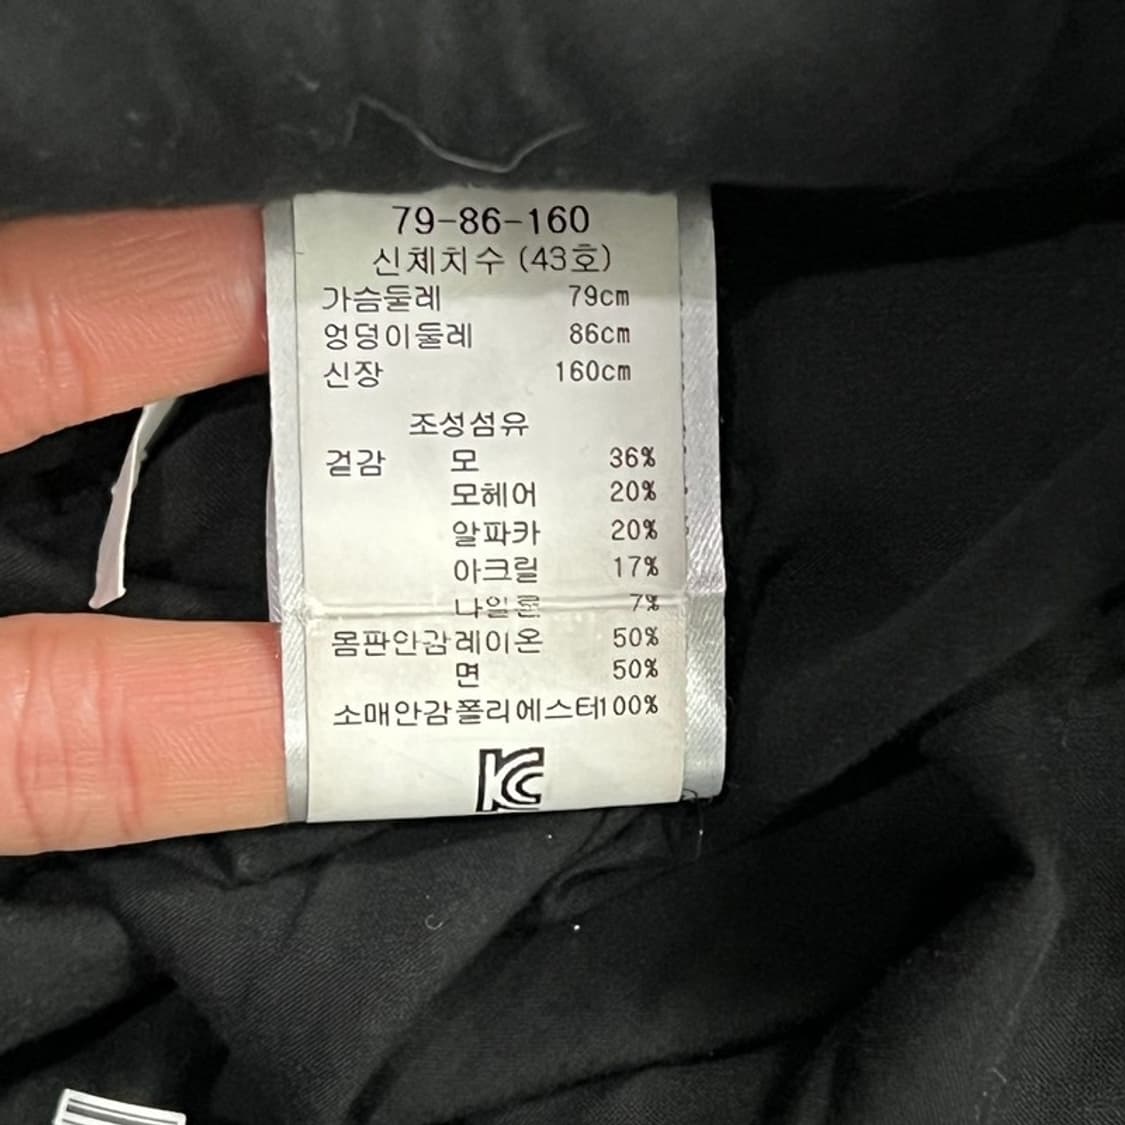 79-86-160
신체치수 (43호)
가슴둘레 79cm
엉덩이둘레 86cm
신장 160cm
조성섬유
겉감 모 36%
모헤어 20%
알파카 20%
아크릴 17%
나일론 7%
몸판안감 레이온 50%
면 50%
소매안감 폴리에스터 100%
KC